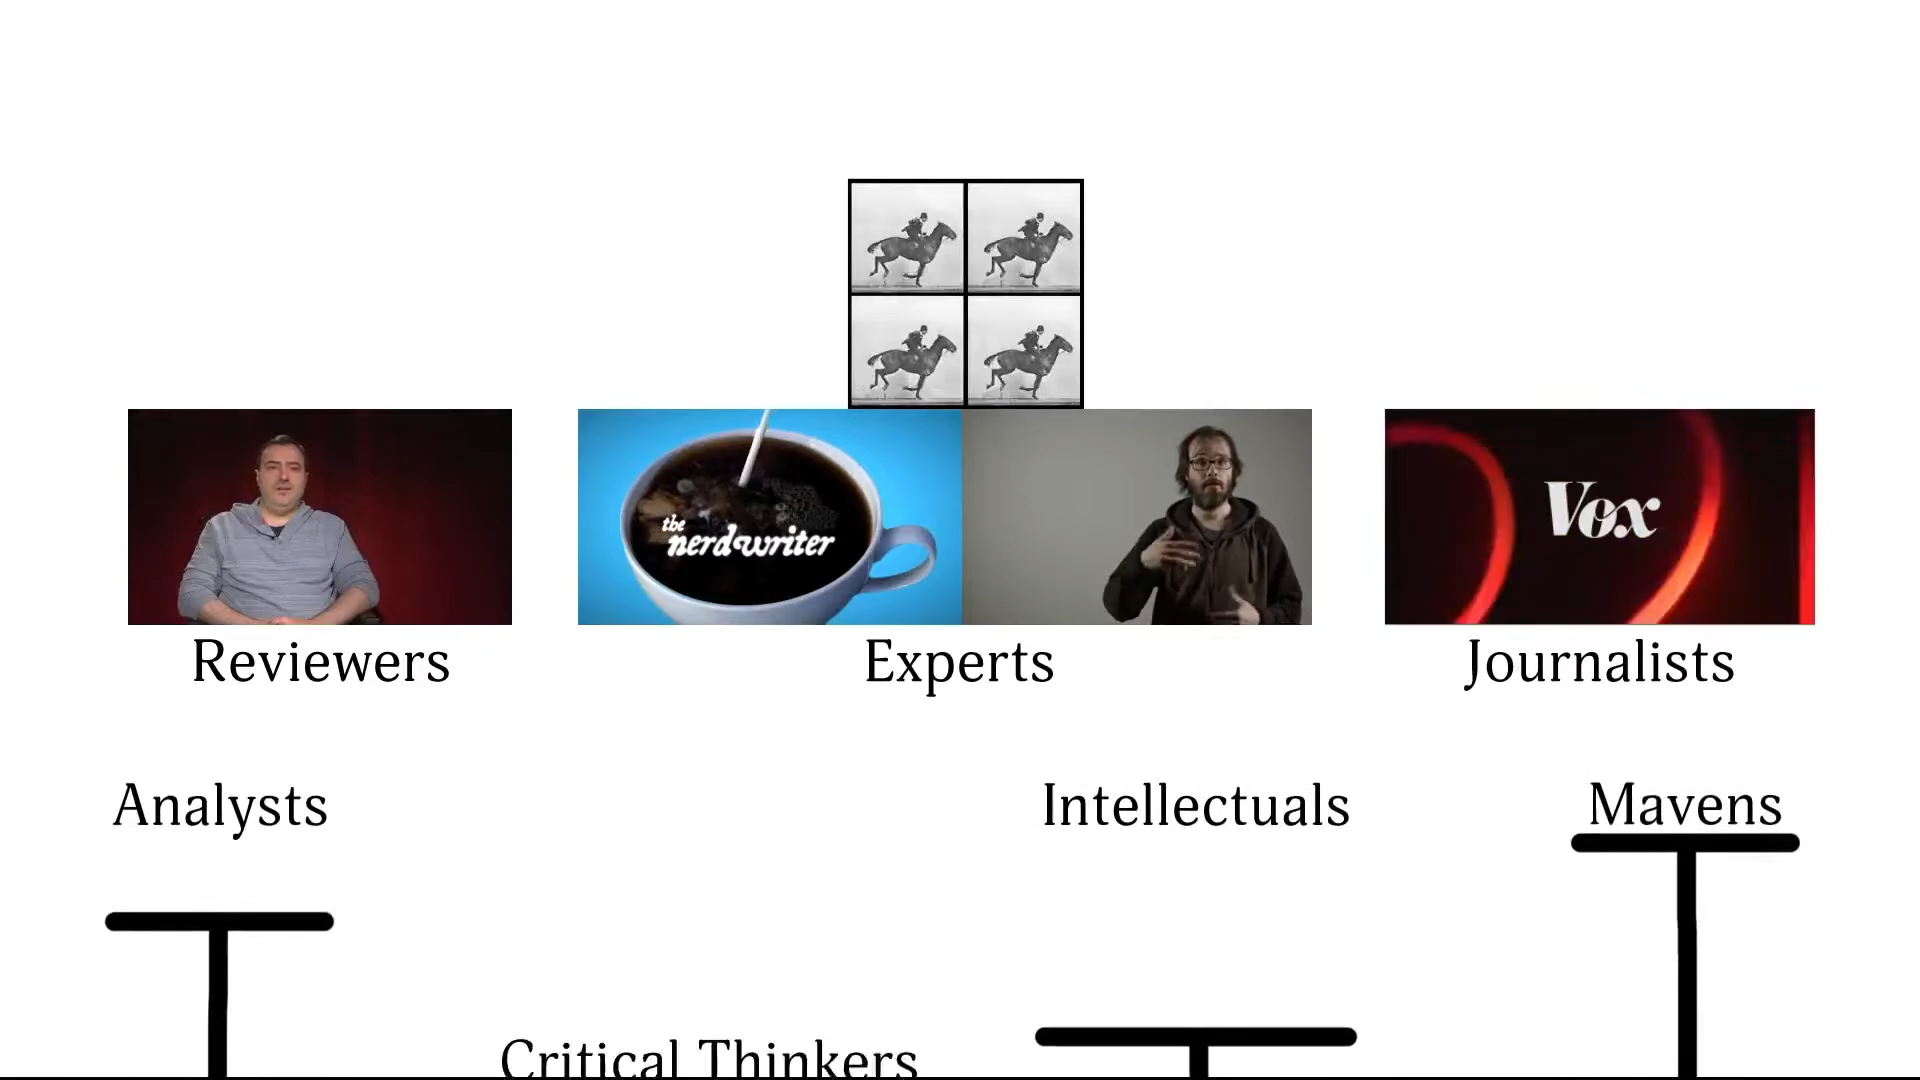 the
nerdwriter
Vox
Reviewers
Experts
Journalists
Analysts
Intellectuals
Mavens
Critical Thinkers